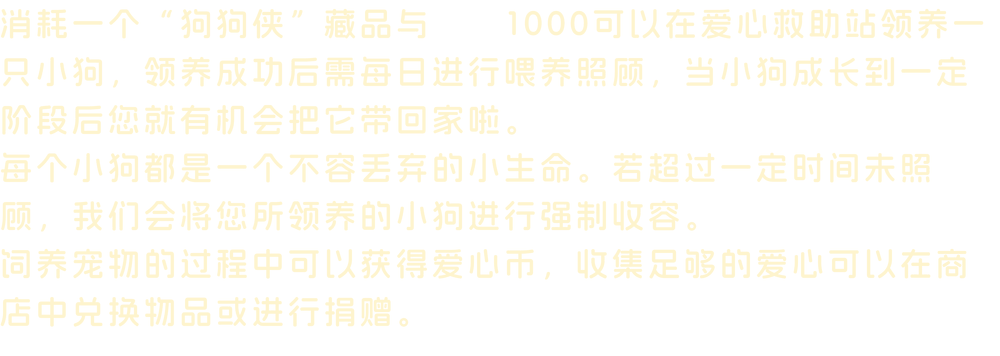 消耗一个“狗狗侠”藏品与 1000可以在爱心救助站领养一
只小狗，领养成功后需每日进行喂养照顾，当小狗成长到一定
阶段后您就有机会把它带回家啦。
每个小狗都是一个不容丢弃的小生命。若超过一定时间未照
顾，我们会将您所领养的小狗进行强制收容。
饲养宠物的过程中可以获得爱心币，收集足够的爱心可以在商
店中兑换物品或进行捐赠。